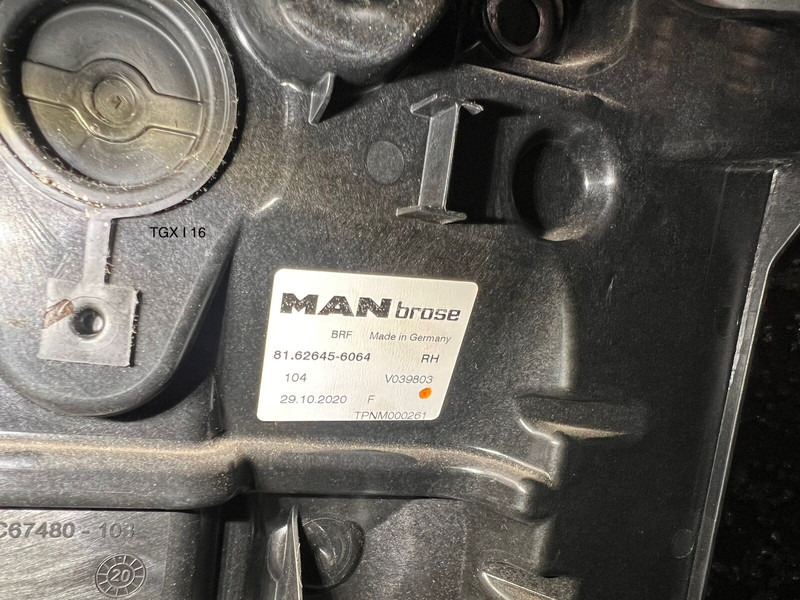 TGX I 16
MAN brose
BRF Made in Germany
81.62645-6064 RH
104 V039803
29.10.2020 F
TPNM000261
C67480 - 103
20